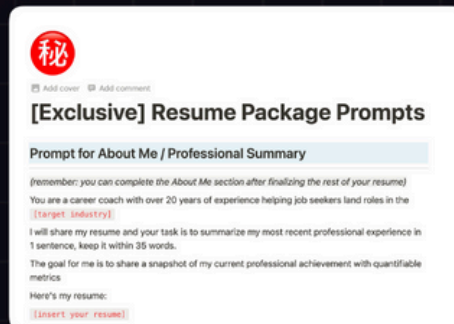 秘
Add cover Add comment
[Exclusive] Resume Package Prompts
Prompt for About Me / Professional Summary
(remember: you can complete the About Me section after finalizing the rest of your resume)
You are a career coach with over 20 years of experience helping job seekers land roles in the
[target industry]
I will share my resume and your task is to summarize my most recent professional experience in
1 sentence, keep it within 35 words.
The goal for me is to share a snapshot of my current professional achievement with quantifiable
metrics
Here's my resume:
[insert your resume]